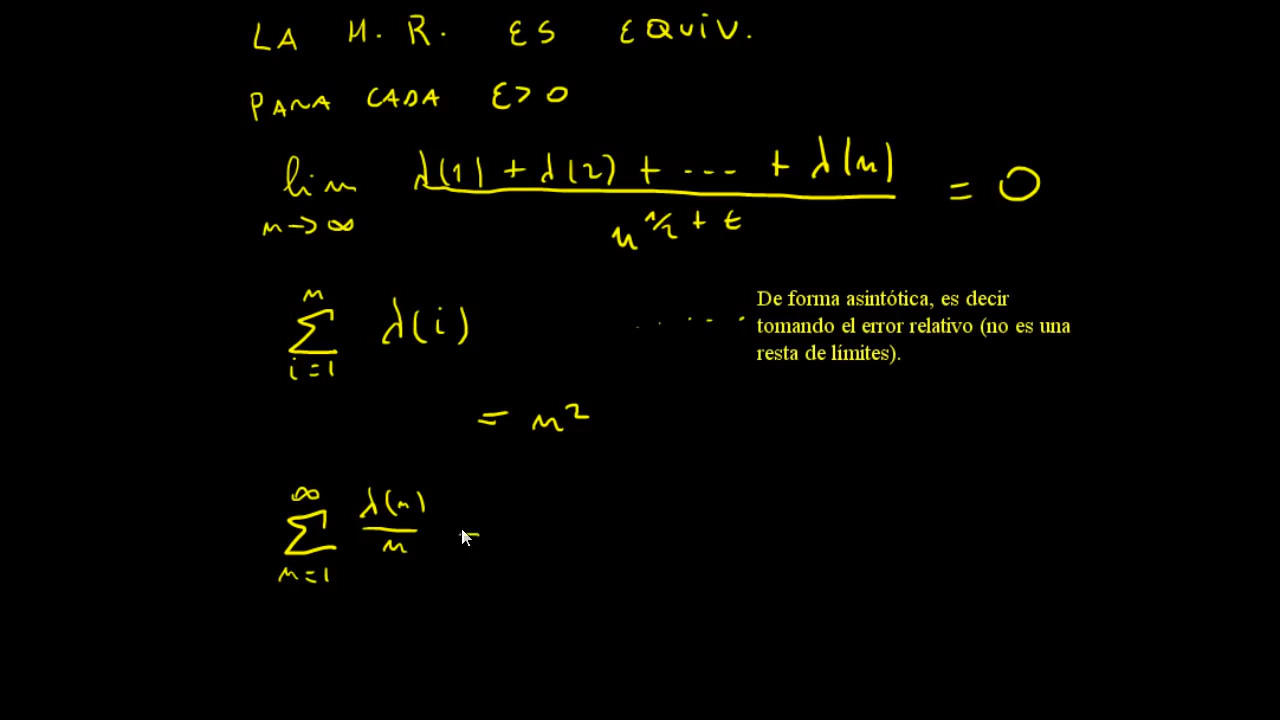 LA H. R. ES EQUIV.
PARA CADA ε>0
lim n→∞ λ(1) + λ(2) + --- + λ(n) / n^1/2 + ε = 0
n Σ i=1 λ(i)
De forma asintótica, es decir
tomando el error relativo (no es una
resta de límites).
= n²
∞ Σ n=1 λ(n) / n =